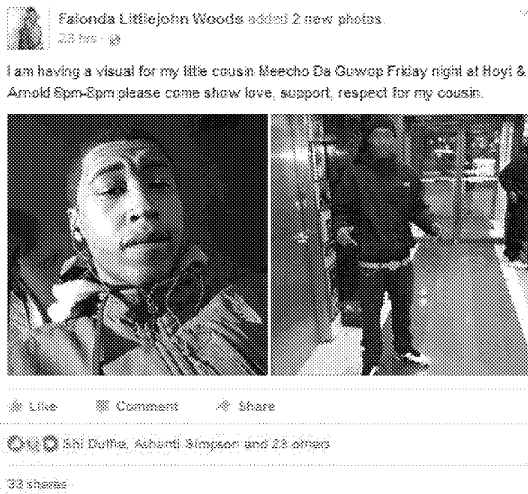 Falonda Littlejohn Woods added 2 new photos
23 hrs ·
I am having a visual for my little cousin Meecho Da Guwop Friday night at Hoyt &
Arnold 6pm-8pm please come show love, support, respect for my cousin.
Like Comment Share
Shi Duttha, Ashanti Simpson and 23 others
33 shares